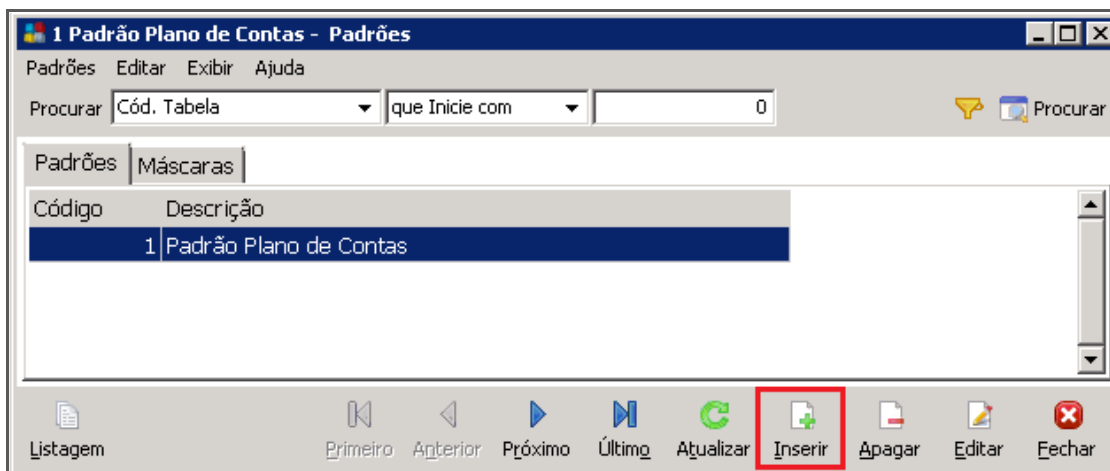 1 Padrão Plano de Contas - Padrões
Padrões Editar Exibir Ajuda
Procurar Cód. Tabela que Inicie com 0 Procurar
Padrões Máscaras
Código Descrição
1 Padrão Plano de Contas
Listagem Primeiro Anterior Próximo Último Atualizar Inserir Apagar Editar Fechar